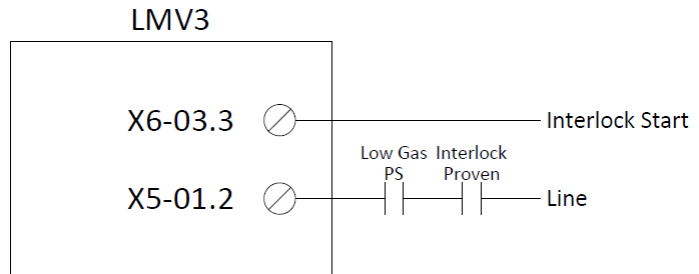 LMV3
X6-03.3
Interlock Start
Low Gas PS
Interlock Proven
X5-01.2
Line